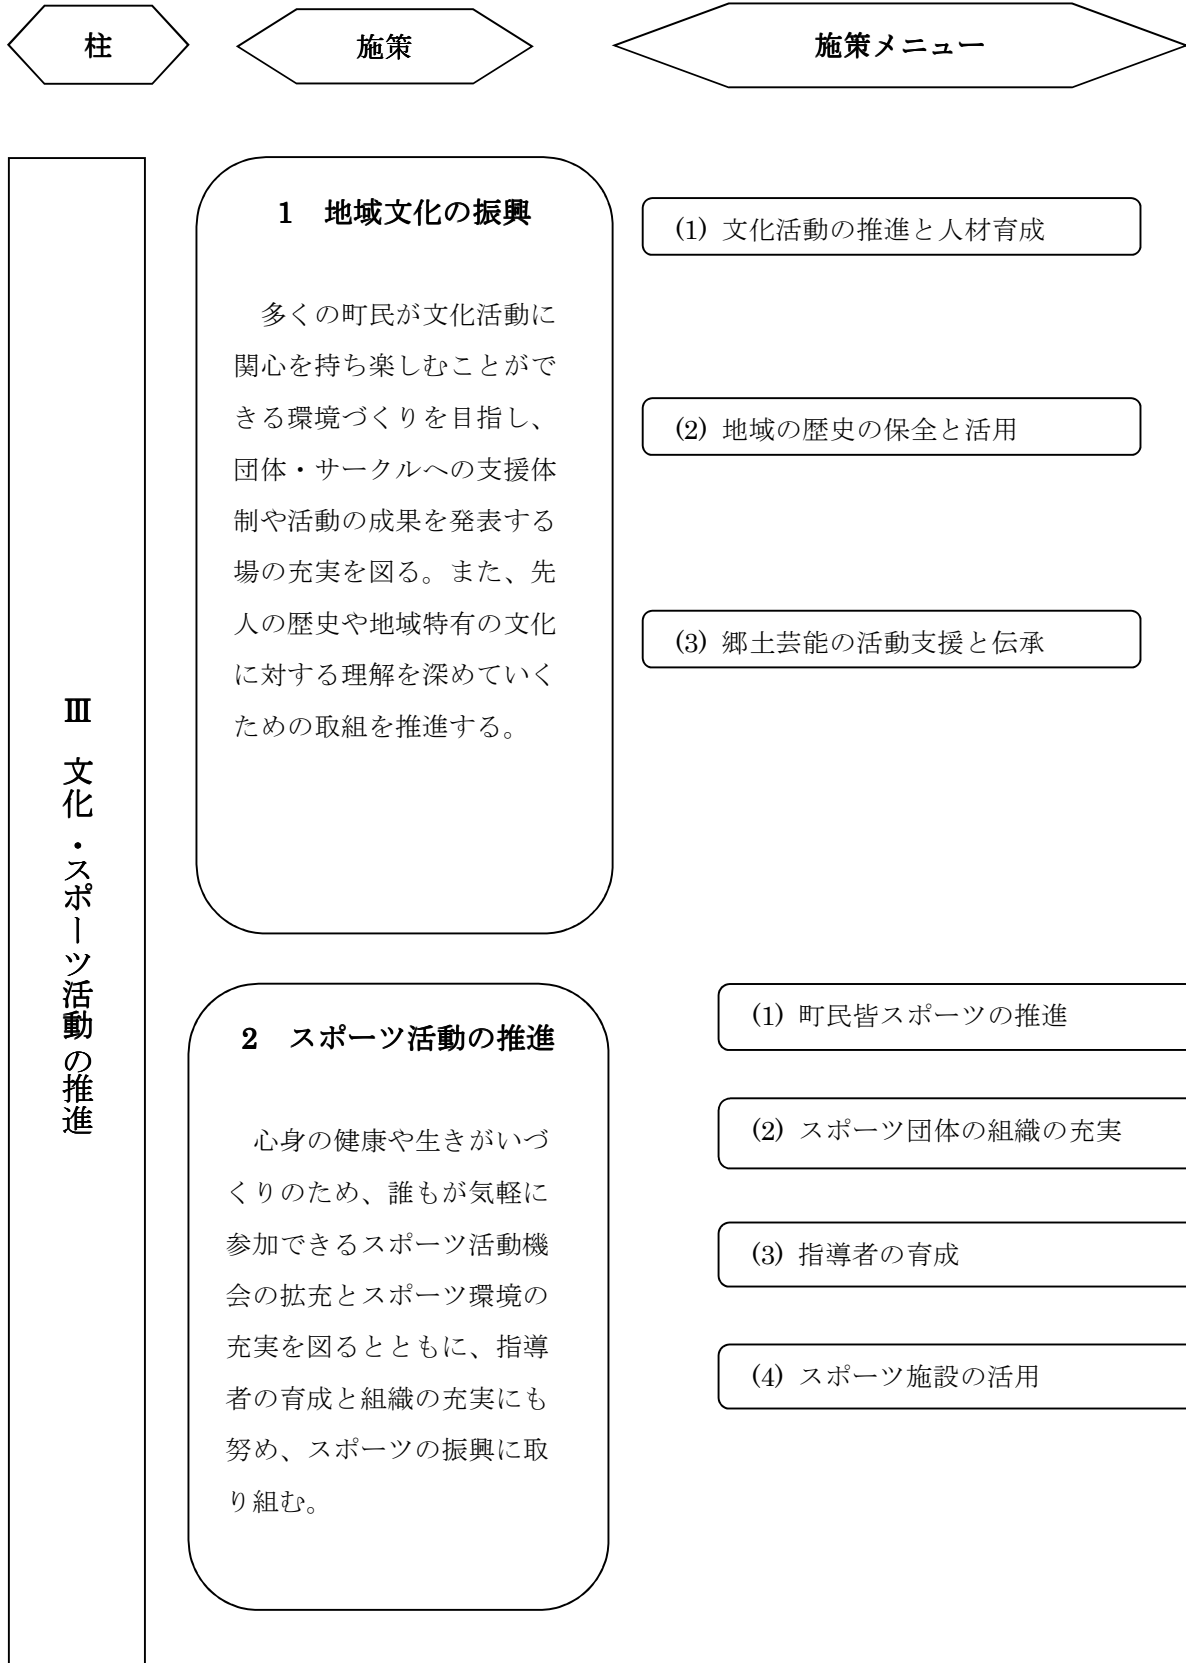 柱
施策
施策メニュー
Ⅲ 文化・スポーツ活動の推進
1 地域文化の振興
多くの町民が文化活動に
関心を持ち楽しむことがで
きる環境づくりを目指し、
団体・サークルへの支援体
制や活動の成果を発表する
場の充実を図る。また、先
人の歴史や地域特有の文化
に対する理解を深めていく
ための取組を推進する。
(1) 文化活動の推進と人材育成
(2) 地域の歴史の保全と活用
(3) 郷土芸能の活動支援と伝承
2 スポーツ活動の推進
心身の健康や生きがいづ
くりのため、誰もが気軽に
参加できるスポーツ活動機
会の拡充とスポーツ環境の
充実を図るとともに、指導
者の育成と組織の充実にも
努め、スポーツの振興に取
り組む。
(1) 町民皆スポーツの推進
(2) スポーツ団体の組織の充実
(3) 指導者の育成
(4) スポーツ施設の活用